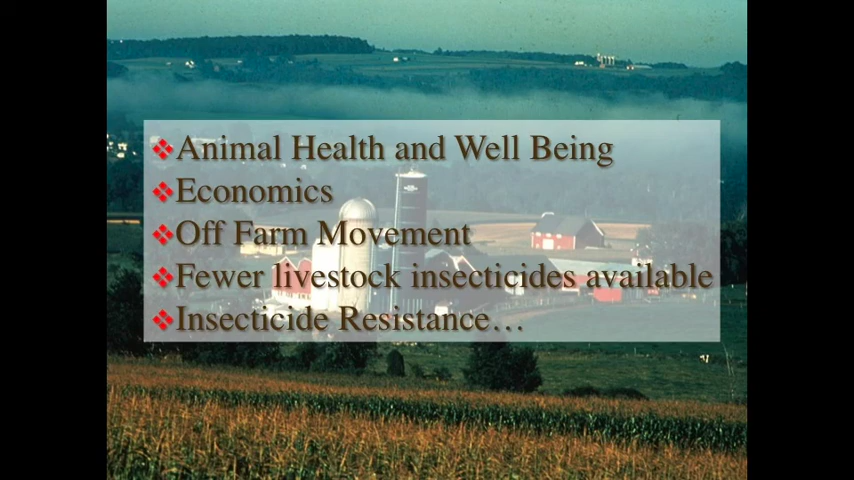 Animal Health and Well Being
Economics
Off Farm Movement
Fewer livestock insecticides available
Insecticide Resistance…